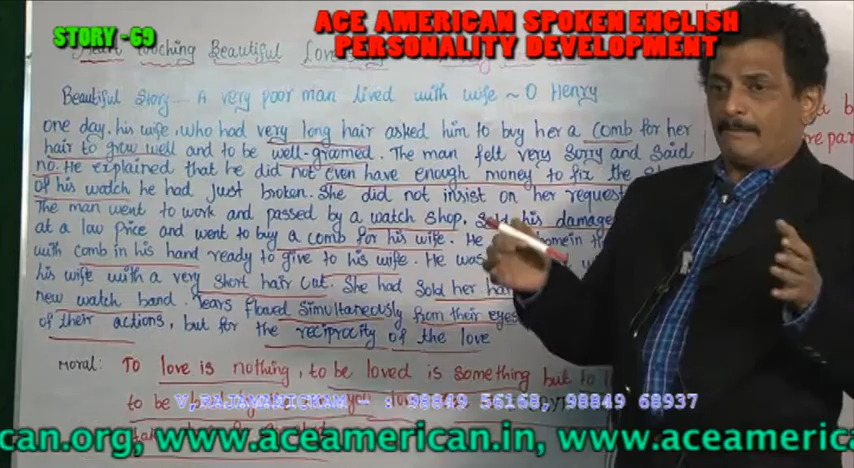 ACE AMERICAN SPOKEN ENGLISH
PERSONALITY DEVELOPMENT
STORY -69
Heart touching Beautiful
Beautiful Story.... A very poor man lived with wife ~ O Henry
one day, his wife, who had very long hair asked him to buy her a comb for her
hair to grow well and to be well-groomed. The man felt very sorry and said
no. He explained that he did not even have enough money to fix the
of his watch he had just broken. She did not insist on her request
The man went to work and passed by a watch shop, his damage
at a low price and went to buy a comb for his wife. He
with comb in his hand ready to give to his wife. He was
his wife with a very short hair cut. She had sold her
new watch band. Tears flowed simultaneously from their eyes
of their actions, but for the reciprocity of the love
Moral: To love is nothing, to be loved is something but to
to be
V,RAJAMANICKAM - : 98849 56168, 98849 68937
can.org, www.aceamerican.in, www.aceamerica